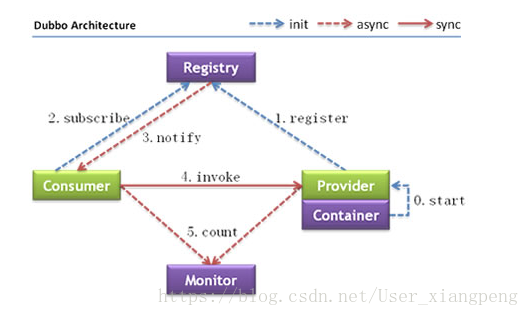 Dubbo Architecture
init
async
sync
Registry
2. subscribe
1. register
3. notify
Consumer
4. invoke
Provider
Container
0. start
5. count
Monitor
https://blog.csdn.net/User_xiangpeng